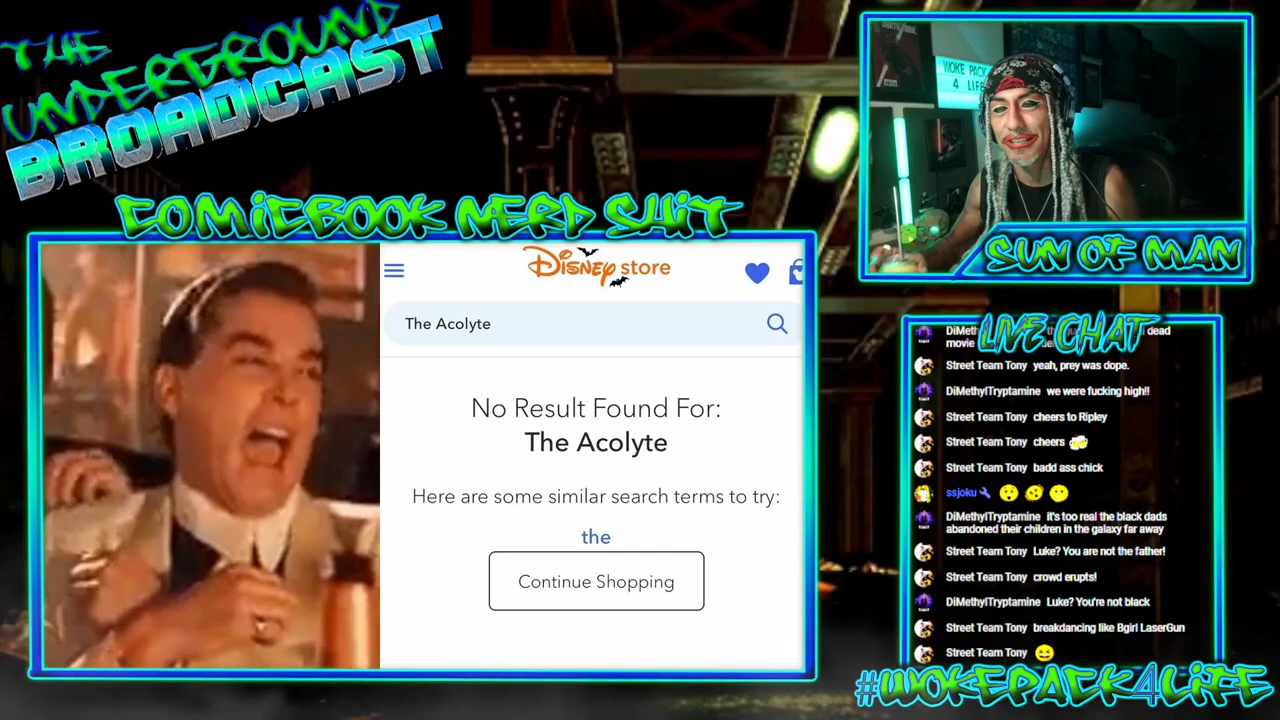 THE
UNDERGROUND
BROADCAST
COMICBOOK NERD SHIT
Disney store
The Acolyte
No Result Found For:
The Acolyte
Here are some similar search terms to try:
the
Continue Shopping
WOKE PACK
4 LIFE
SUN OF MAN
LIVE CHAT
dead
movie
Street Team Tony yeah, prey was dope.
DiMethylTryptamine we were fucking high!!
Street Team Tony cheers to Ripley
Street Team Tony cheers 🍻
Street Team Tony badd ass chick
ssjoku
DiMethylTryptamine it's too real the black dads
abandoned their children in the galaxy far away
Street Team Tony Luke? You are not the father!
Street Team Tony crowd erupts!
DiMethylTryptamine Luke? You're not black
Street Team Tony breakdancing like Bgirl LaserGun
Street Team Tony 😆
#WOKEPACK4LIFE